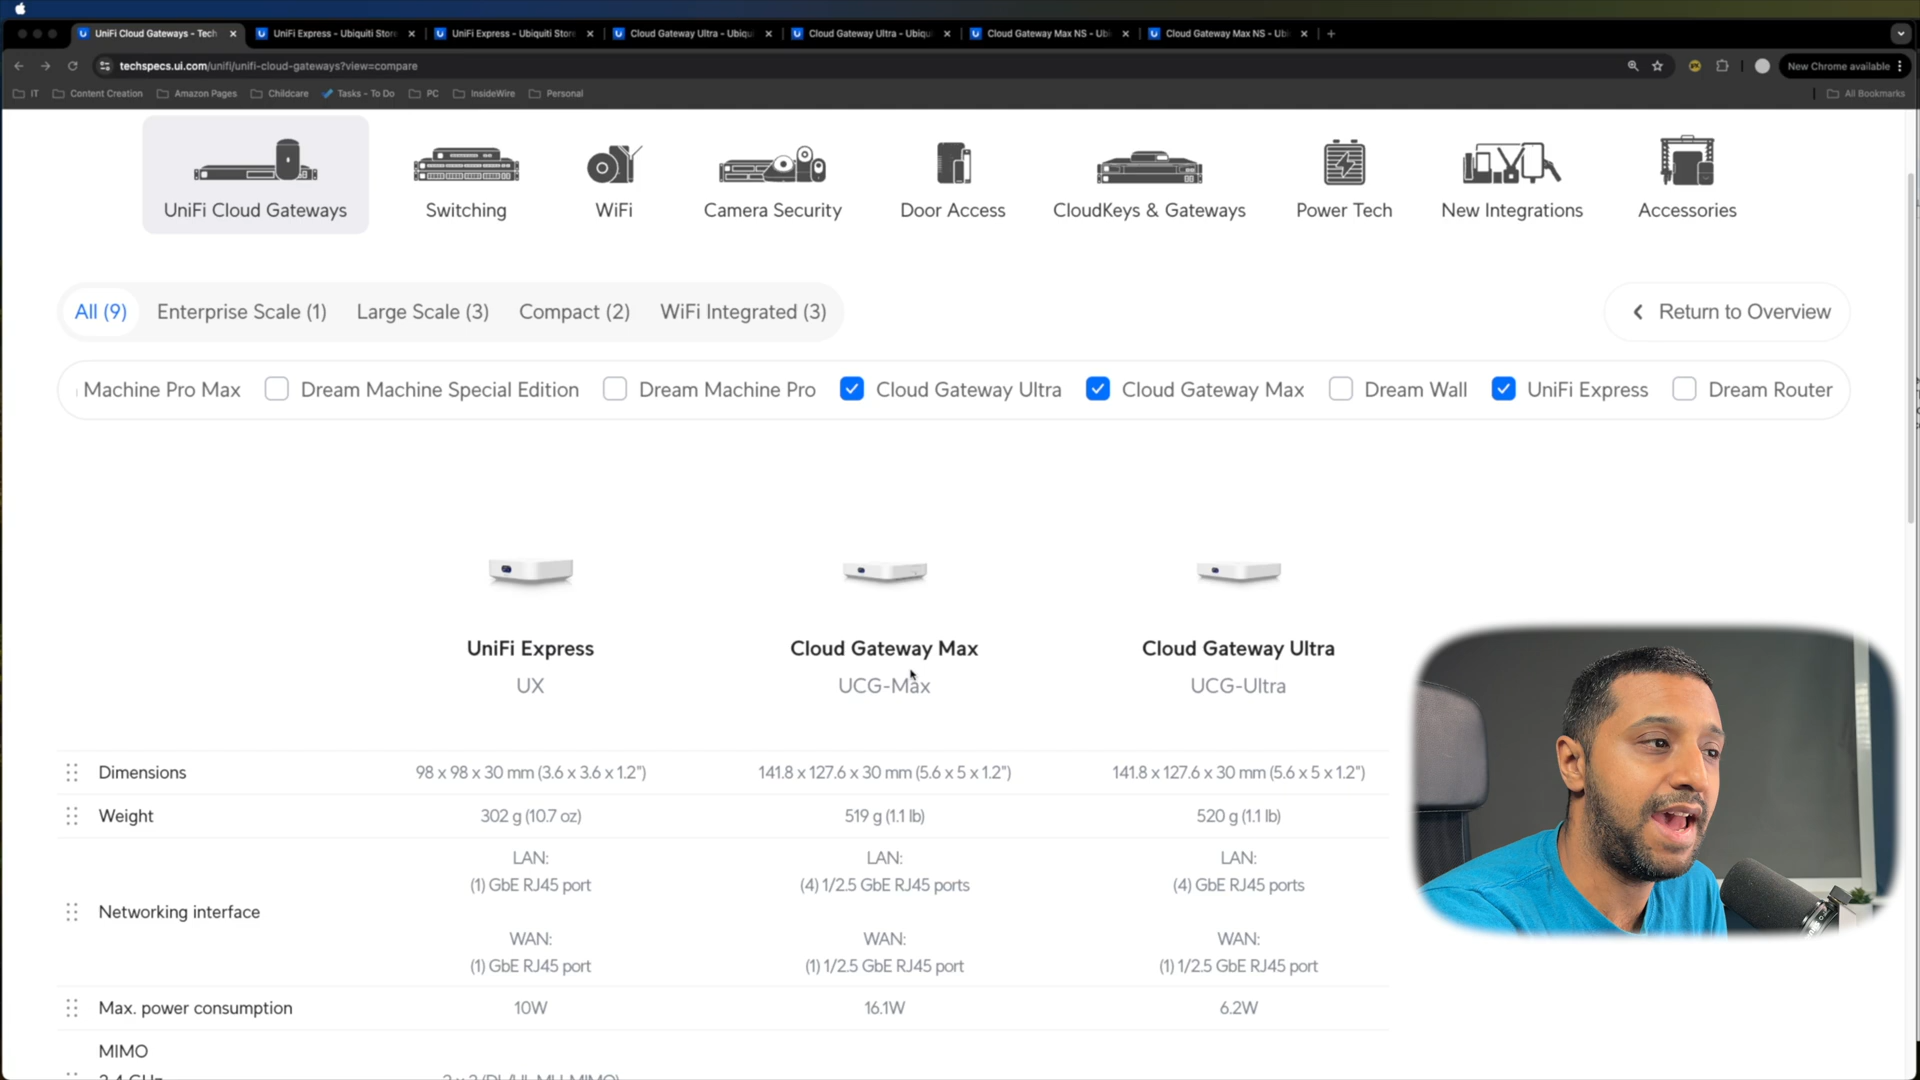 UniFi Cloud Gateways - Tech
UniFi Express - Ubiquiti Store
UniFi Express - Ubiquiti Store
Cloud Gateway Ultra - Ubiqu
Cloud Gateway Ultra - Ubiqu
Cloud Gateway Max NS - Ubi
Cloud Gateway Max NS - Ubi
techspecs.ui.com/unifi/unifi-cloud-gateways?view=compare
New Chrome available
IT
Content Creation
Amazon Pages
Childcare
Tasks - To Do
PC
InsideWire
Personal
All Bookmarks
UniFi Cloud Gateways
Switching
WiFi
Camera Security
Door Access
CloudKeys & Gateways
Power Tech
New Integrations
Accessories
All (9)
Enterprise Scale (1)
Large Scale (3)
Compact (2)
WiFi Integrated (3)
Return to Overview
Machine Pro Max
Dream Machine Special Edition
Dream Machine Pro
Cloud Gateway Ultra
Cloud Gateway Max
Dream Wall
UniFi Express
Dream Router
UniFi Express
Cloud Gateway Max
Cloud Gateway Ultra
UX
UCG-Max
UCG-Ultra
Dimensions
98 x 98 x 30 mm (3.6 x 3.6 x 1.2")
141.8 x 127.6 x 30 mm (5.6 x 5 x 1.2")
141.8 x 127.6 x 30 mm (5.6 x 5 x 1.2")
Weight
302 g (10.7 oz)
519 g (1.1 lb)
520 g (1.1 lb)
Networking interface
LAN:
(1) GbE RJ45 port
WAN:
(1) GbE RJ45 port
LAN:
(4) 1/2.5 GbE RJ45 ports
WAN:
(1) 1/2.5 GbE RJ45 port
LAN:
(4) GbE RJ45 ports
WAN:
(1) 1/2.5 GbE RJ45 port
Max. power consumption
10W
16.1W
6.2W
MIMO